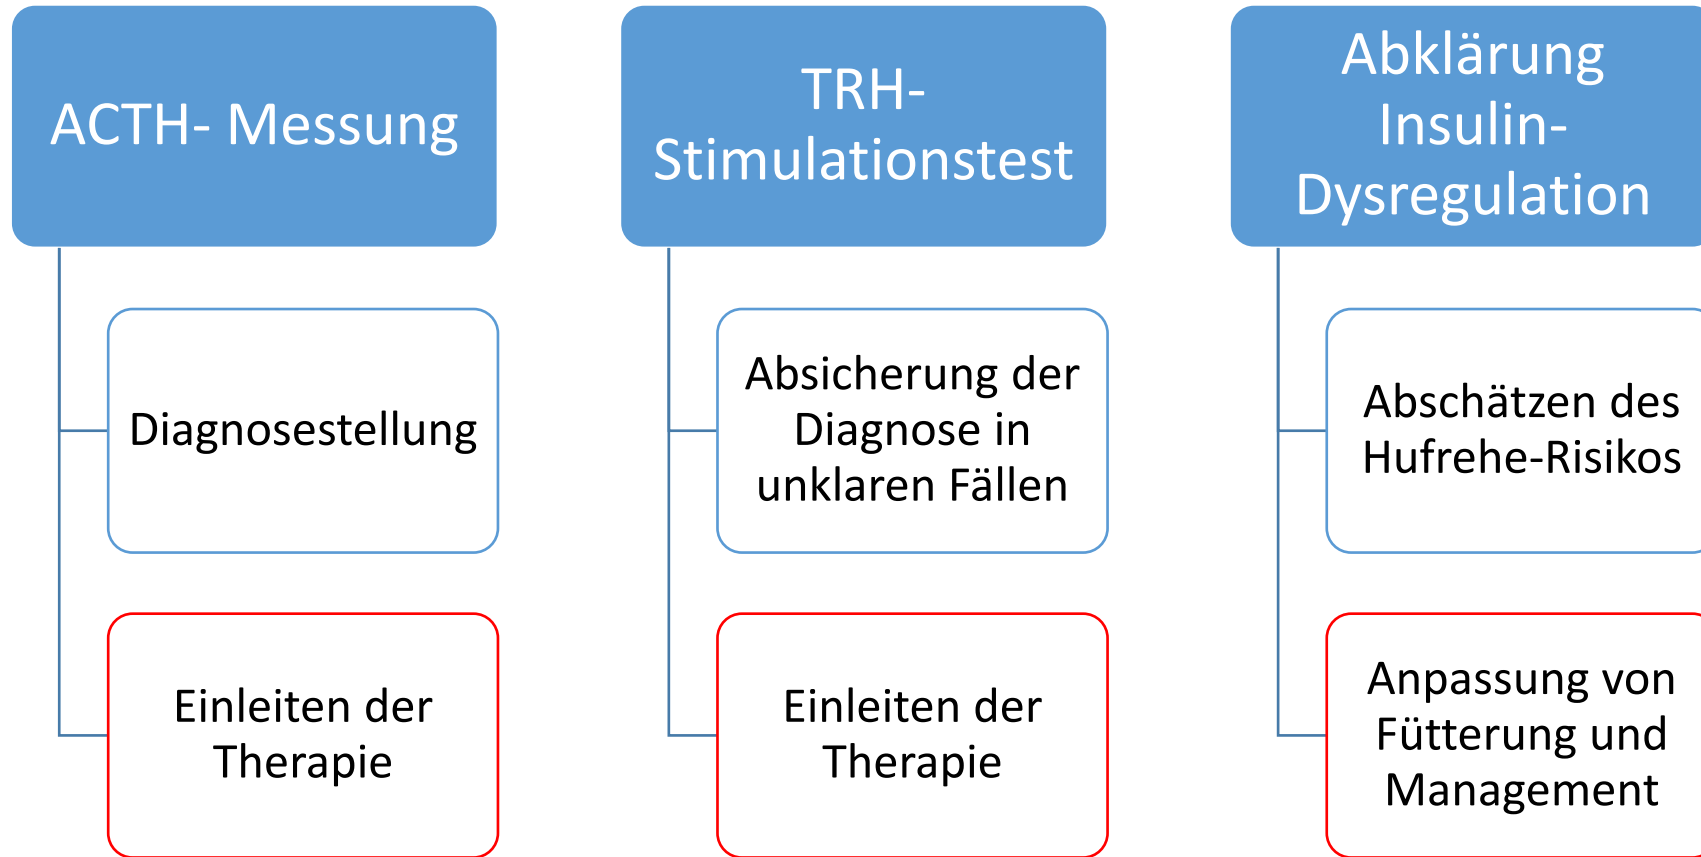 ACTH- Messung
Diagnosestellung
Einleiten der
Therapie
TRH-
Stimulationstest
Absicherung der
Diagnose in
unklaren Fällen
Einleiten der
Therapie
Abklärung
Insulin-
Dysregulation
Abschätzen des
Hufrehe-Risikos
Anpassung von
Fütterung und
Management